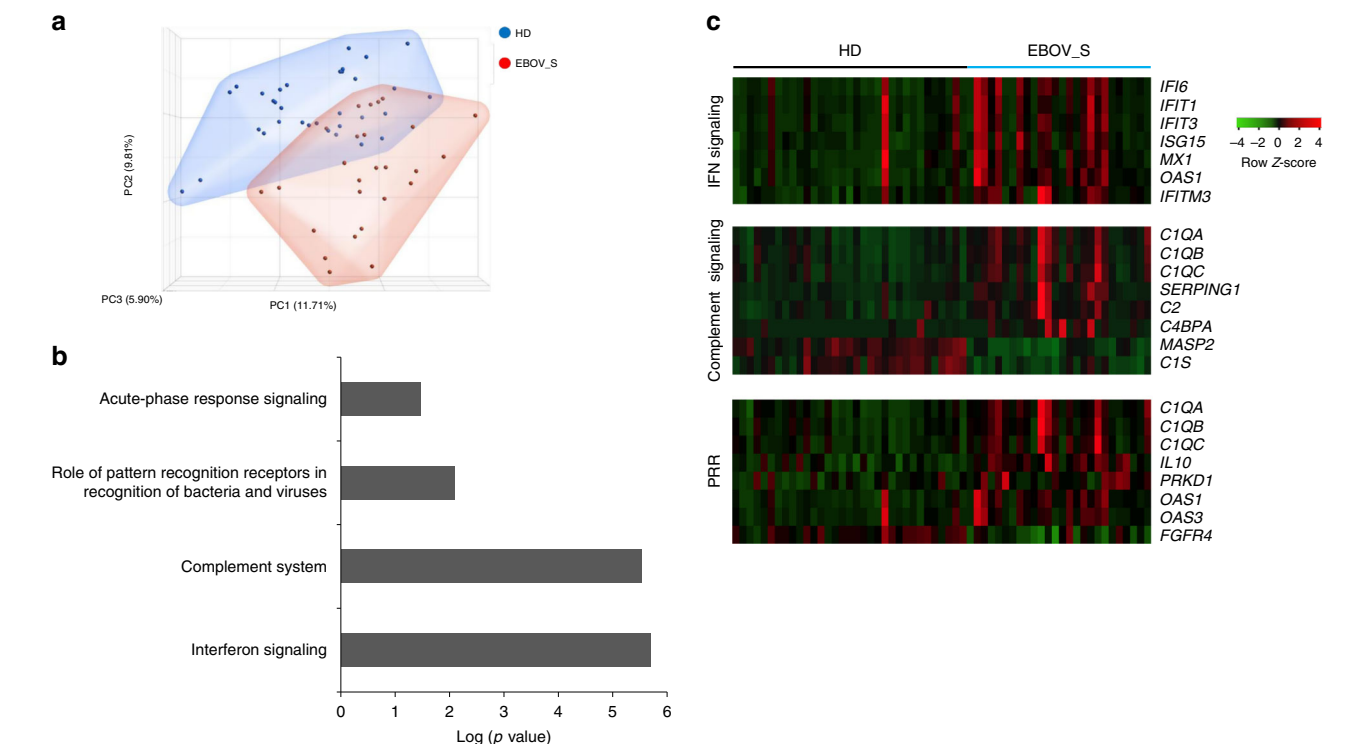 a
HD
EBOV_S
PC2 (9.81%)
PC3 (5.90%)
PC1 (11.71%)
b
Acute-phase response signaling
Role of pattern recognition receptors in
recognition of bacteria and viruses
Complement system
Interferon signaling
0 1 2 3 4 5 6
Log (p value)
c
HD EBOV_S
IFN signaling
IFI6
IFIT1
IFIT3
ISG15
MX1
OAS1
IFITM3
−4 −2 0 2 4
Row Z-score
Complement signaling
C1QA
C1QB
C1QC
SERPING1
C2
C4BPA
MASP2
C1S
PRR
C1QA
C1QB
C1QC
IL10
PRKD1
OAS1
OAS3
FGFR4